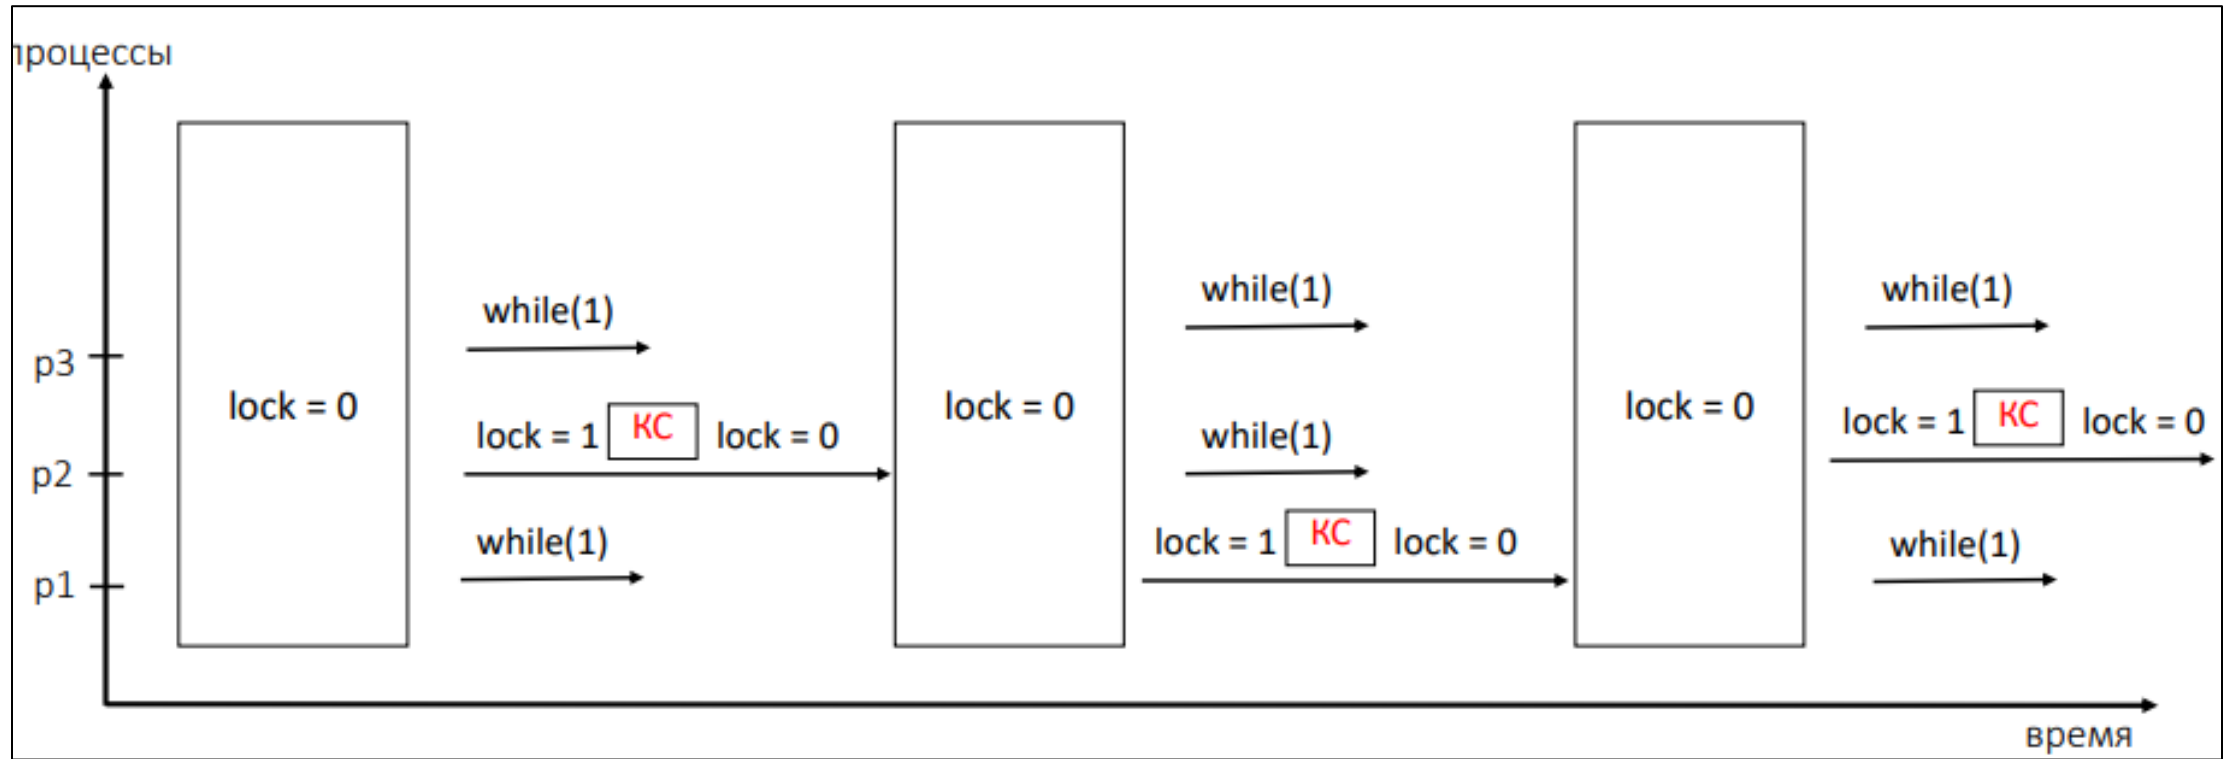 процессы
while(1)
while(1)
while(1)
p3
lock = 0
lock = 0
lock = 0
lock = 1 КС lock = 0
lock = 1 КС lock = 0
while(1)
p2
while(1)
lock = 1 КС lock = 0
while(1)
p1
время